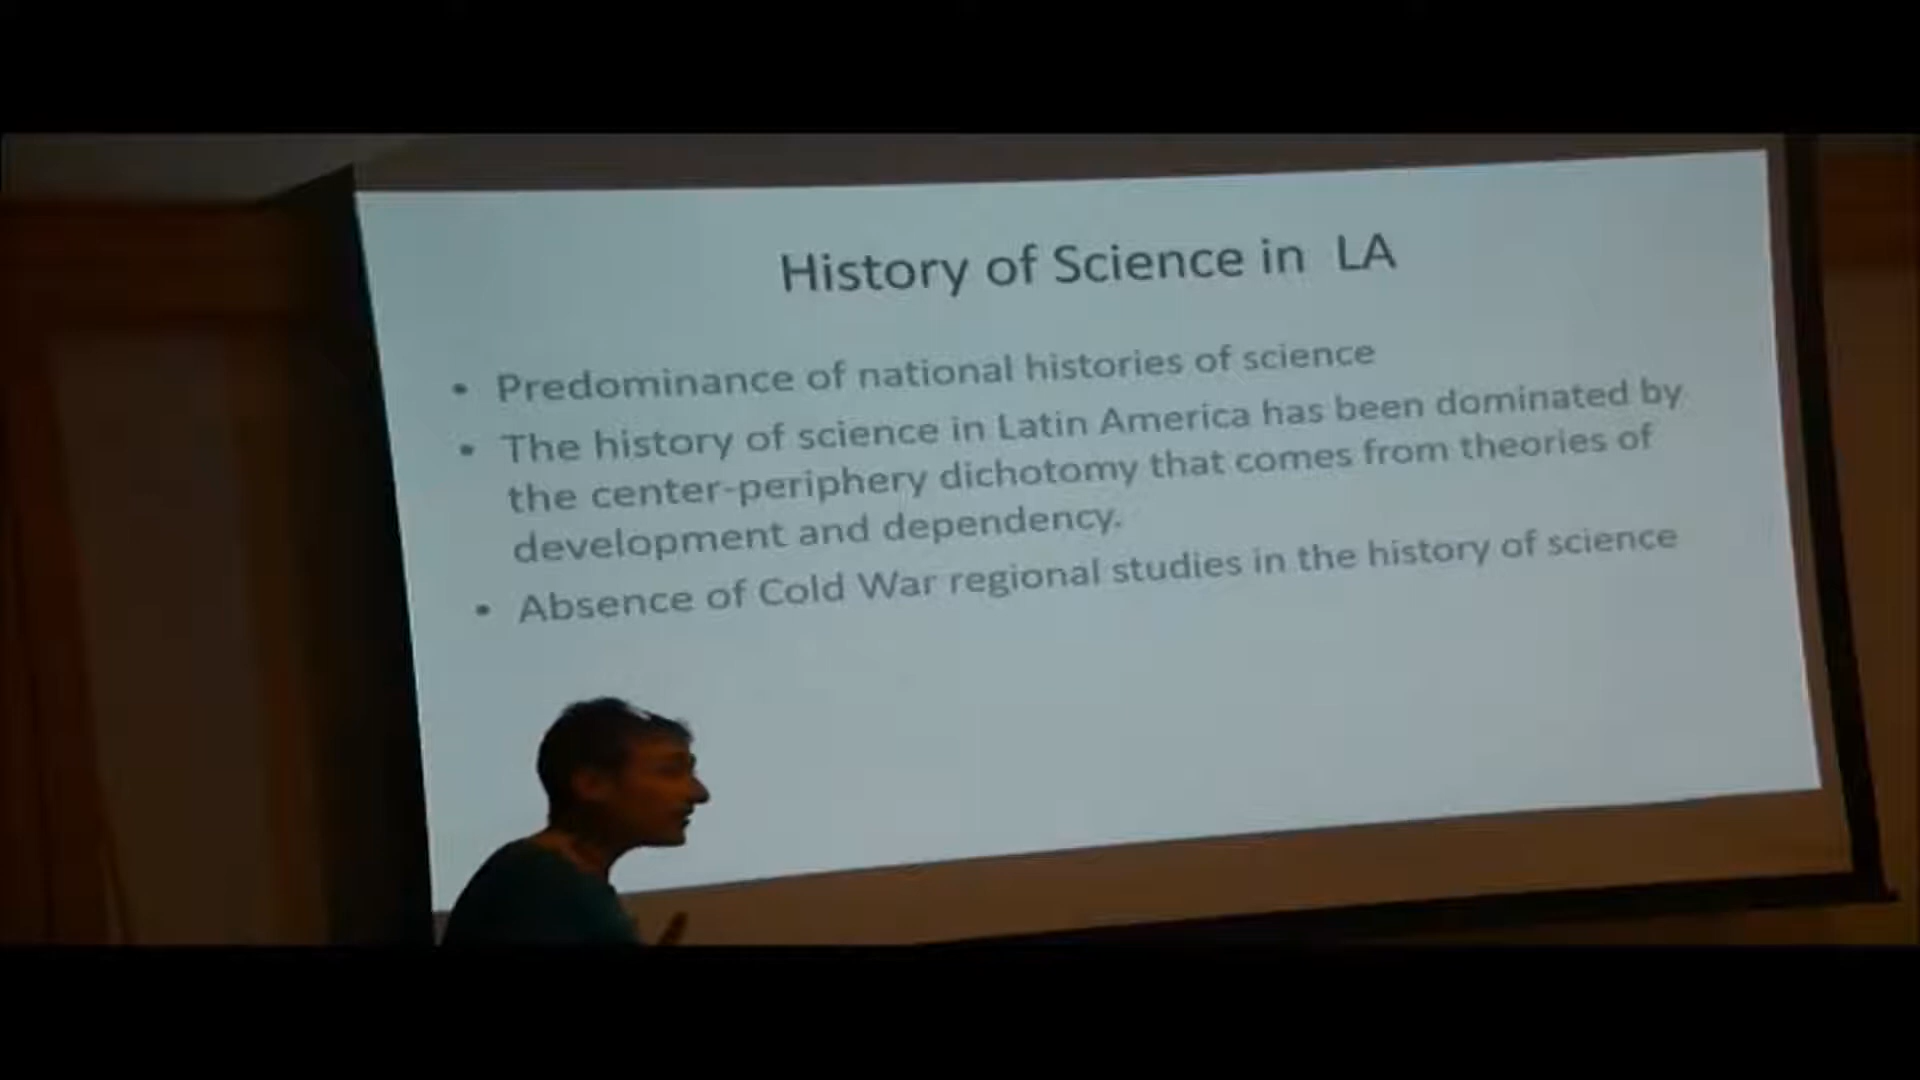 History of Science in LA
• Predominance of national histories of science
• The history of science in Latin America has been dominated by
the center-periphery dichotomy that comes from theories of
development and dependency.
• Absence of Cold War regional studies in the history of science